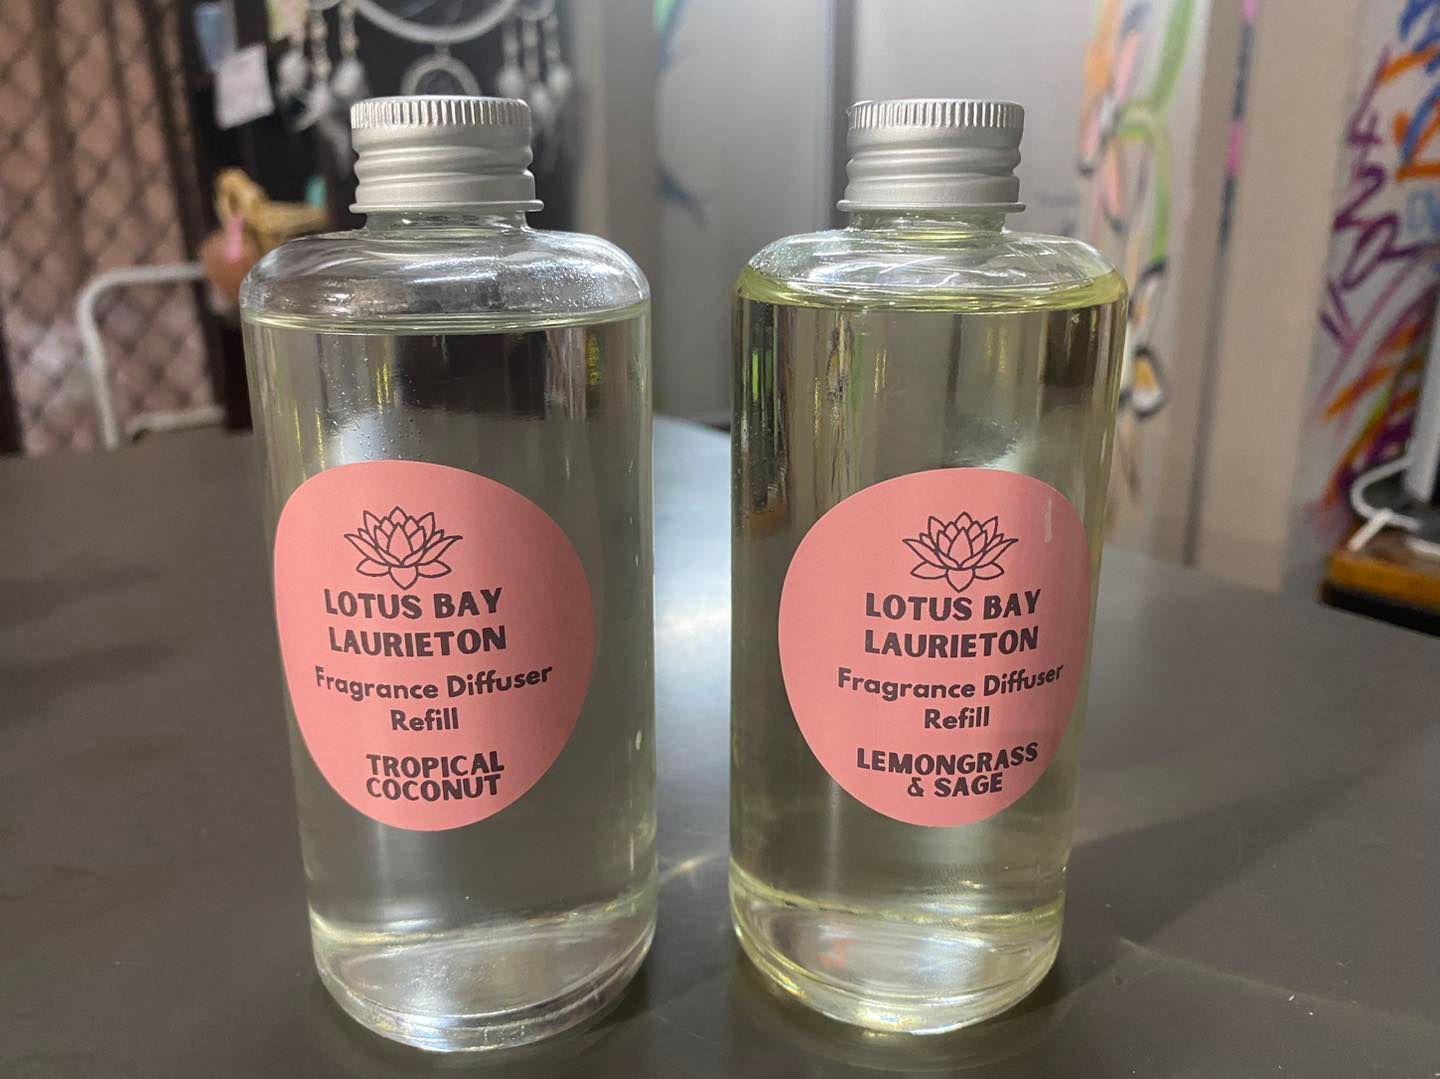 LOTUS BAY
LAURIETON
Fragrance Diffuser
Refill
TROPICAL
COCONUT
LOTUS BAY
LAURIETON
Fragrance Diffuser
Refill
LEMONGRASS
& SAGE